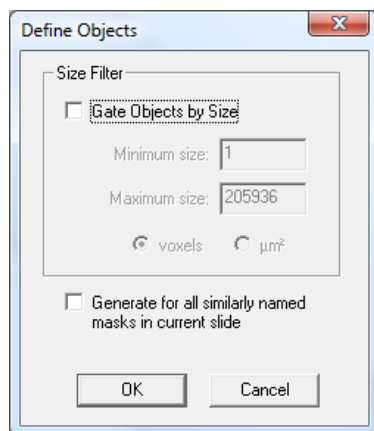 Define Objects
Size Filter
Gate Objects by Size
Minimum size: 1
Maximum size: 205936
voxels µm²
Generate for all similarly named
masks in current slide
OK Cancel